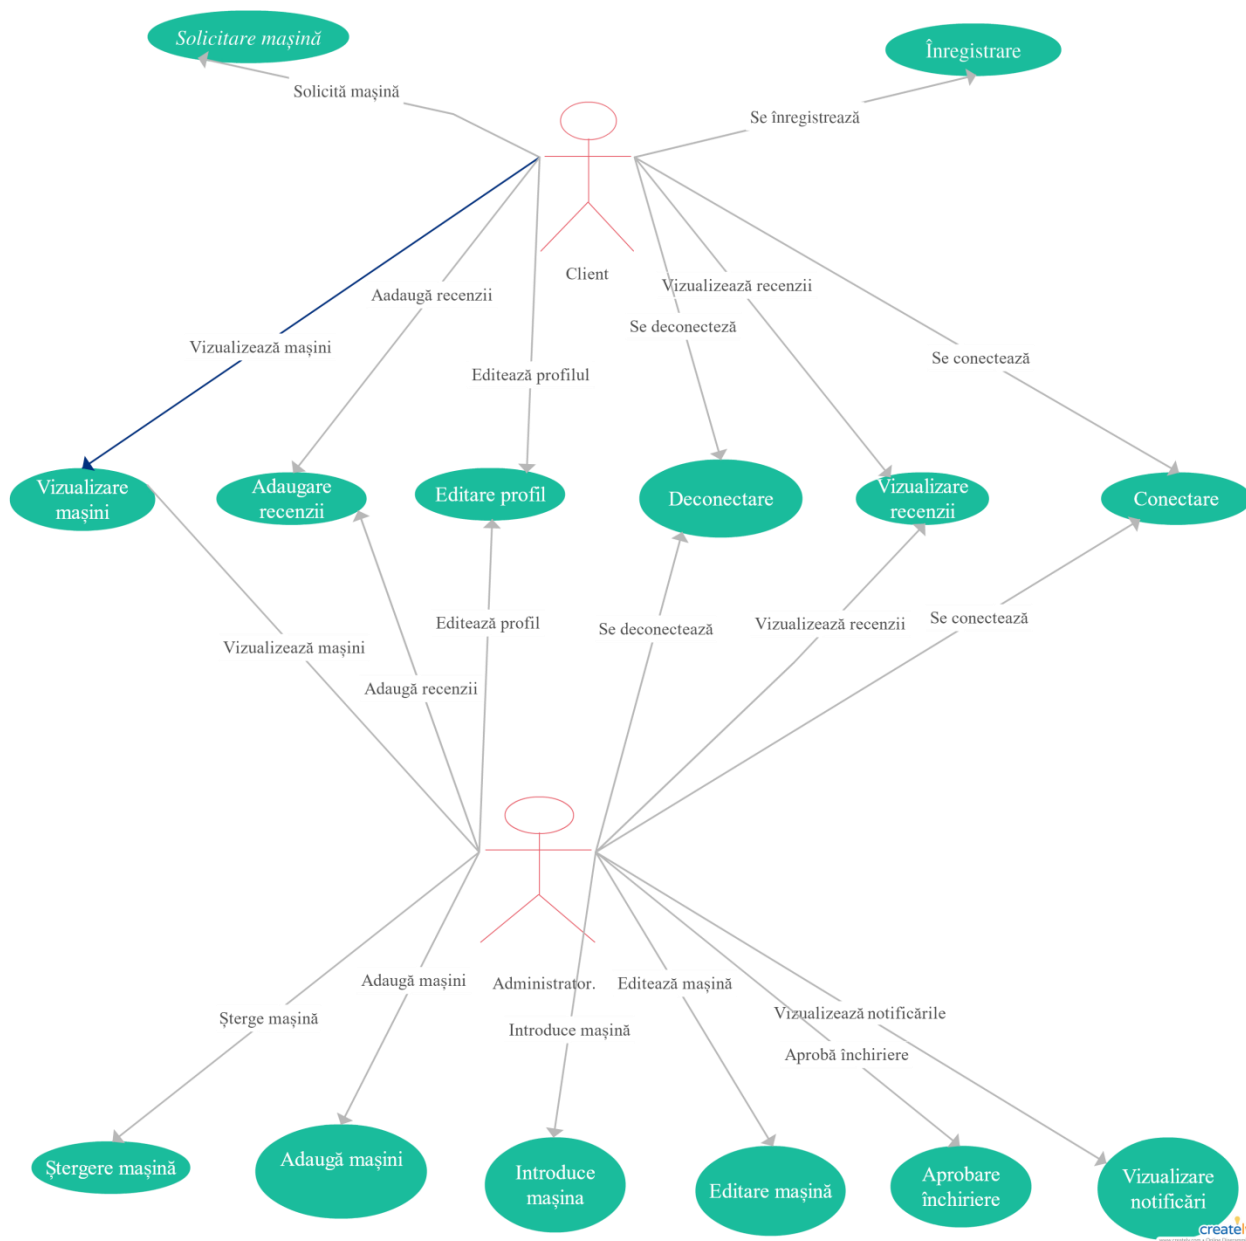 Solicitare mașină
Înregistrare
Solicită mașină
Se înregistrează
Client
Vizualizează recenzii
Aadaugă recenzii
Se deconecteză
Vizualizează mașini
Se conectează
Editează profilul
Vizualizare
mașini
Adaugare
recenzii
Editare profil
Deconectare
Vizualizare
recenzii
Conectare
Editează profil
Se deconectează
Vizualizează recenzii
Se conectează
Vizualizează mașini
Adaugă recenzii
Adaugă mașini
Administrator.
Editează mașină
Șterge mașină
Vizualizează notificările
Introduce mașină
Aprobă închiriere
Ștergere mașină
Adaugă mașini
Introduce
mașina
Editare mașină
Aprobare
închiriere
Vizualizare
notificări
create